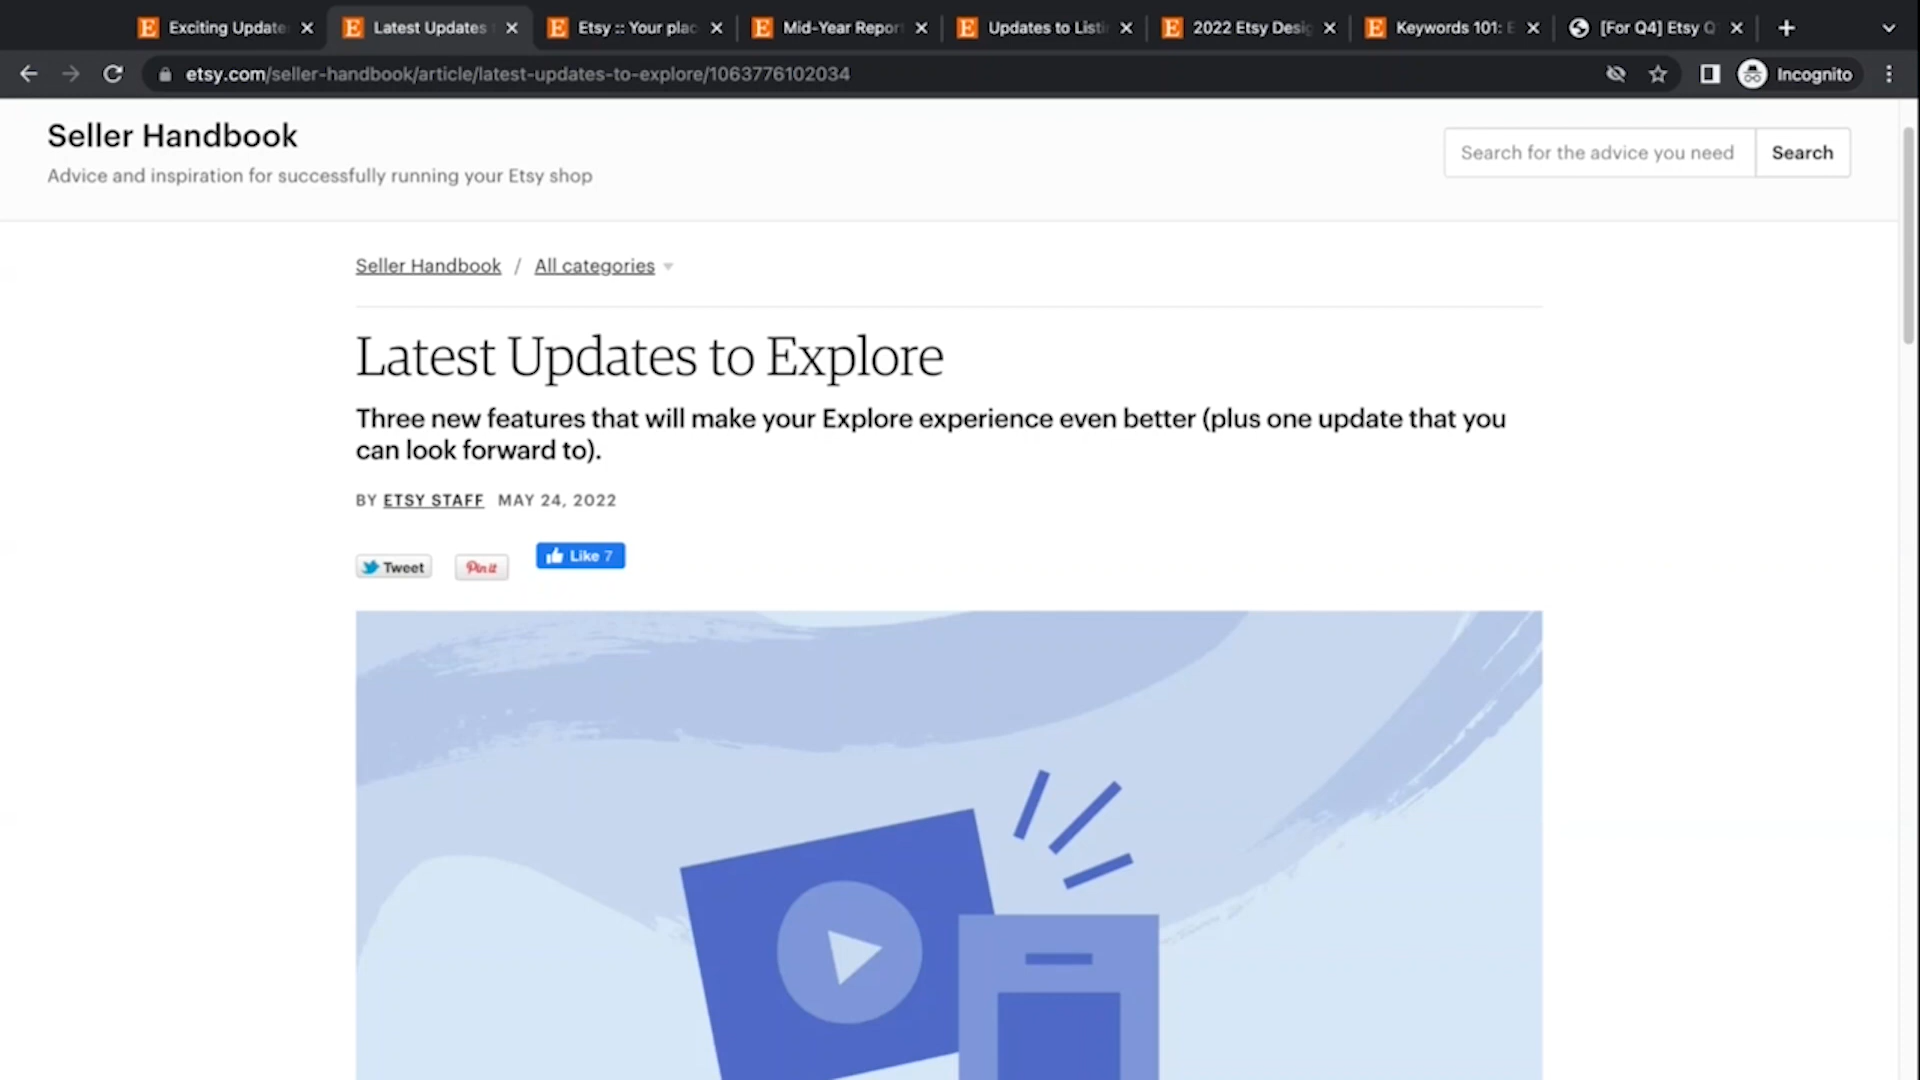 Exciting Update
Latest Updates
Etsy :: Your plac
Mid-Year Repor
Updates to Listi
2022 Etsy Desig
Keywords 101: E
[For Q4] Etsy Q
etsy.com/seller-handbook/article/latest-updates-to-explore/1063776102034
Incognito
Seller Handbook
Advice and inspiration for successfully running your Etsy shop
Search for the advice you need
Search
Seller Handbook / All categories
Latest Updates to Explore
Three new features that will make your Explore experience even better (plus one update that you
can look forward to).
BY ETSY STAFF MAY 24, 2022
Tweet
Pin it
Like 7